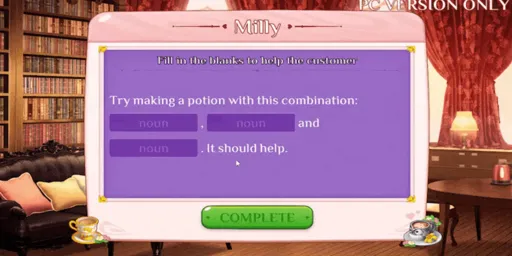 PC VERSION ONLY
Milly
Fill in the blanks to help the customer
Try making a potion with this combination:
noun , noun and
noun . It should help.
COMPLETE